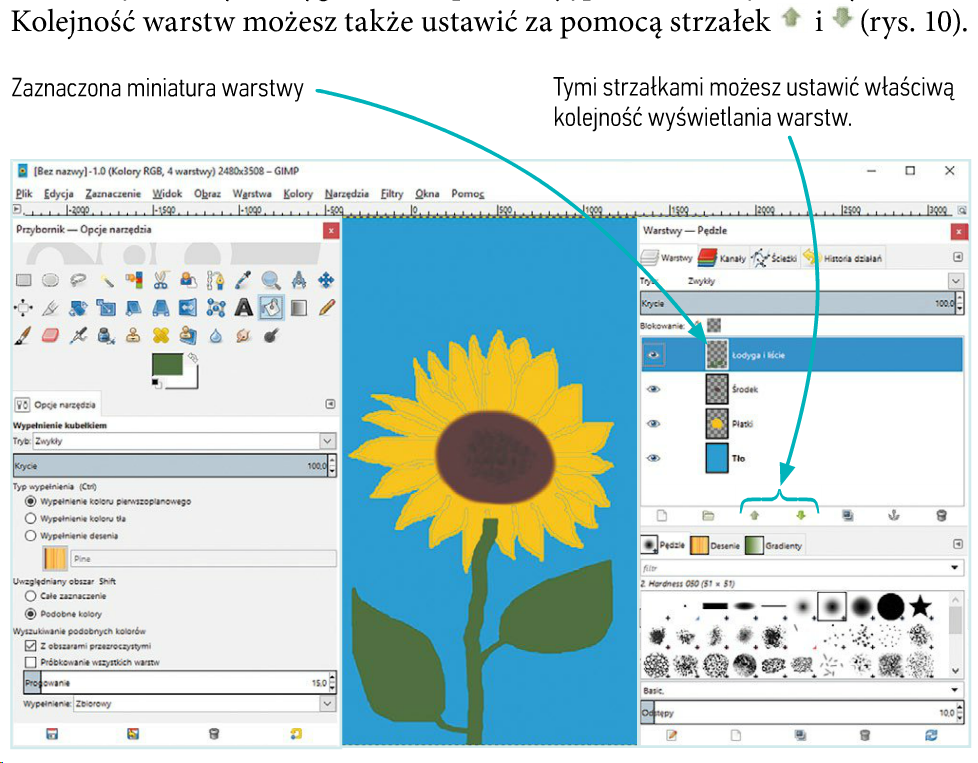 Kolejność warstw możesz także ustawić za pomocą strzałek i (rys. 10).
Zaznaczona miniatura warstwy
Tymi strzałkami możesz ustawić właściwą
kolejność wyświetlania warstw.
[Bez nazwy]-1.0 (Kolory RGB, 4 warstwy) 2480x3508 – GIMP
Plik Edycja Zaznaczenie Widok Obraz Warstwa Kolory Narzędzia Filtry Okna Pomoc
-2000 -1500 -1000 -500 0 500 1000 1500 2000 2500 3000
Przybornik — Opcje narzędzia
Opcje narzędzia
Wypełnienie kubełkiem
Tryb: Zwykły
Krycie 100,0
Typ wypełnienia (Ctrl)
Wypełnienie koloru pierwszoplanowego
Wypełnienie koloru tła
Wypełnienie desenia
Pine
Uwzględniany obszar Shift
Całe zaznaczenie
Podobne kolory
Wyszukiwanie podobnych kolorów
Z obszarami przezroczystymi
Próbkowanie wszystkich warstw
Progowanie 15,0
Wypełnienie: Zbiorowy
Warstwy — Pędzle
Warstwy Kanały Ścieżki Historia działań
Tryb: Zwykły
Krycie 100,0
Blokowanie:
Łodyga i liście
Środek
Płatki
Tło
Pędzle Desenie Gradienty
filtr
2. Hardness 050 (51 × 51)
Basic,
Odstępy 10,0